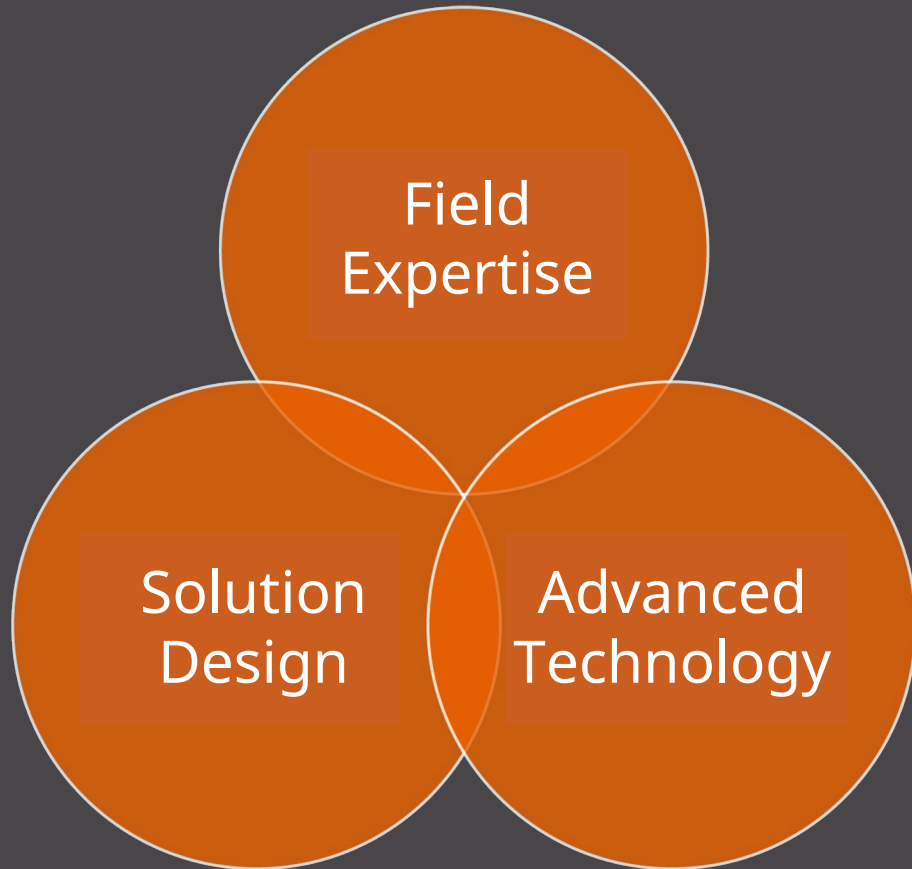 Field
Expertise
Solution
Design
Advanced
Technology